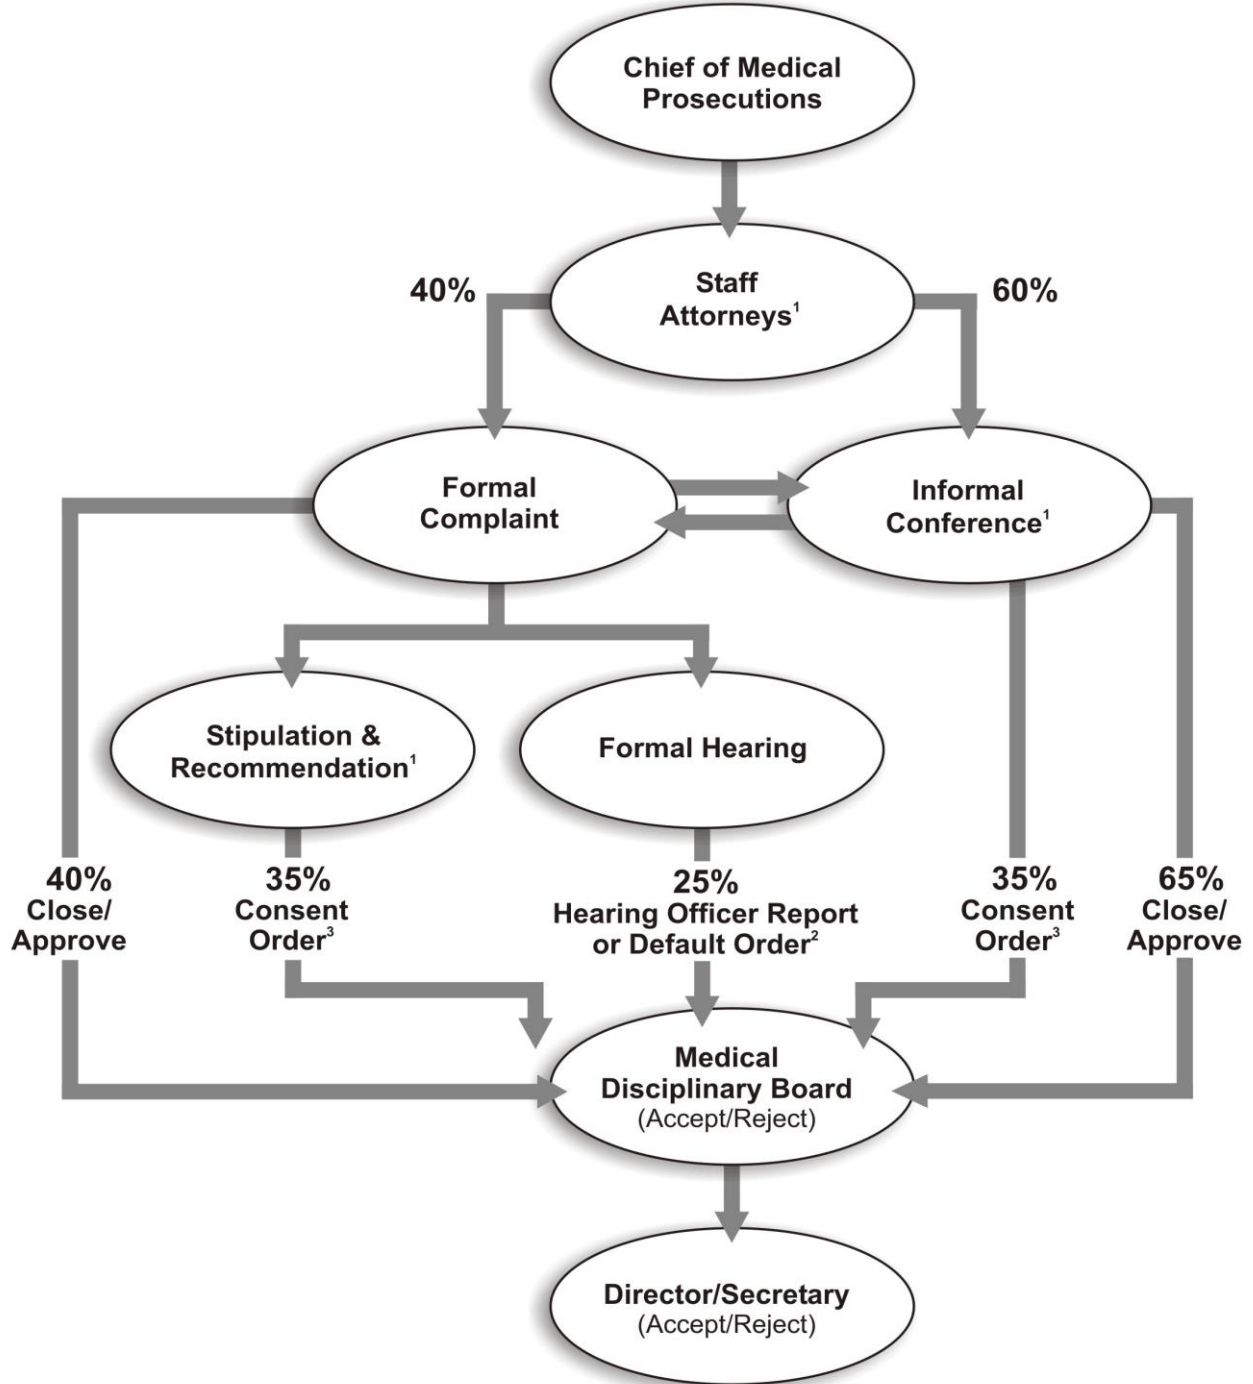 Chief of Medical
Prosecutions
40%
Staff
Attorneys¹
60%
Formal
Complaint
Informal
Conference¹
Stipulation &
Recommendation¹
Formal Hearing
40%
Close/
Approve
35%
Consent
Order³
25%
Hearing Officer Report
or Default Order²
35%
Consent
Order³
65%
Close/
Approve
Medical
Disciplinary Board
(Accept/Reject)
Director/Secretary
(Accept/Reject)